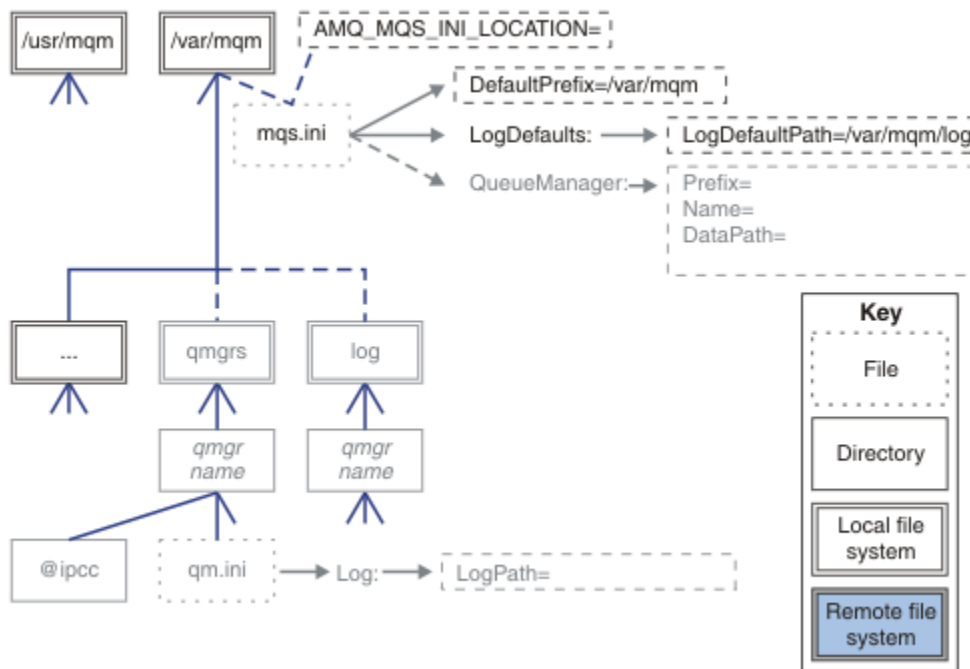 /usr/mqm
/var/mqm
AMQ_MQS_INI_LOCATION=
mqs.ini
DefaultPrefix=/var/mqm
LogDefaults:
LogDefaultPath=/var/mqm/log
QueueManager:
Prefix=
Name=
DataPath=
...
qmgrs
log
qmgr
name
qmgr
name
@ipcc
qm.ini
Log:
LogPath=
Key
File
Directory
Local file
system
Remote file
system